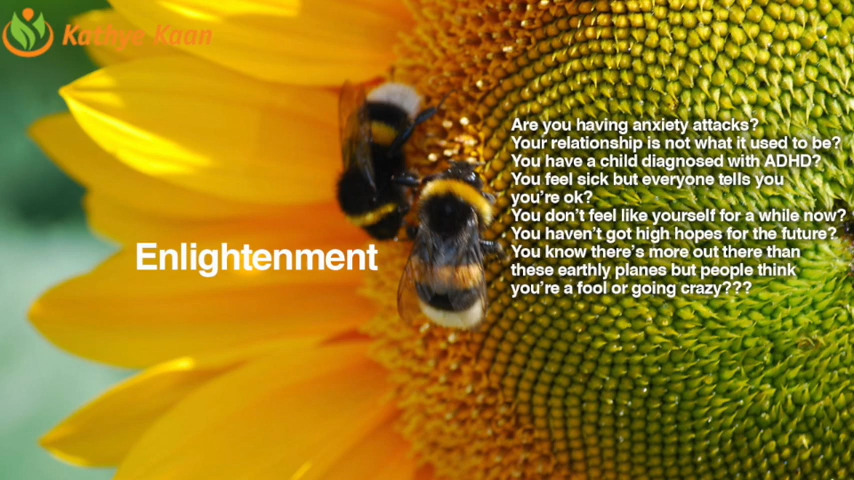 Kathye Kaan
Enlightenment
Are you having anxiety attacks?
Your relationship is not what it used to be?
You have a child diagnosed with ADHD?
You feel sick but everyone tells you
you're ok?
You don't feel like yourself for a while now?
You haven't got high hopes for the future?
You know there's more out there than
these earthly planes but people think
you're a fool or going crazy???